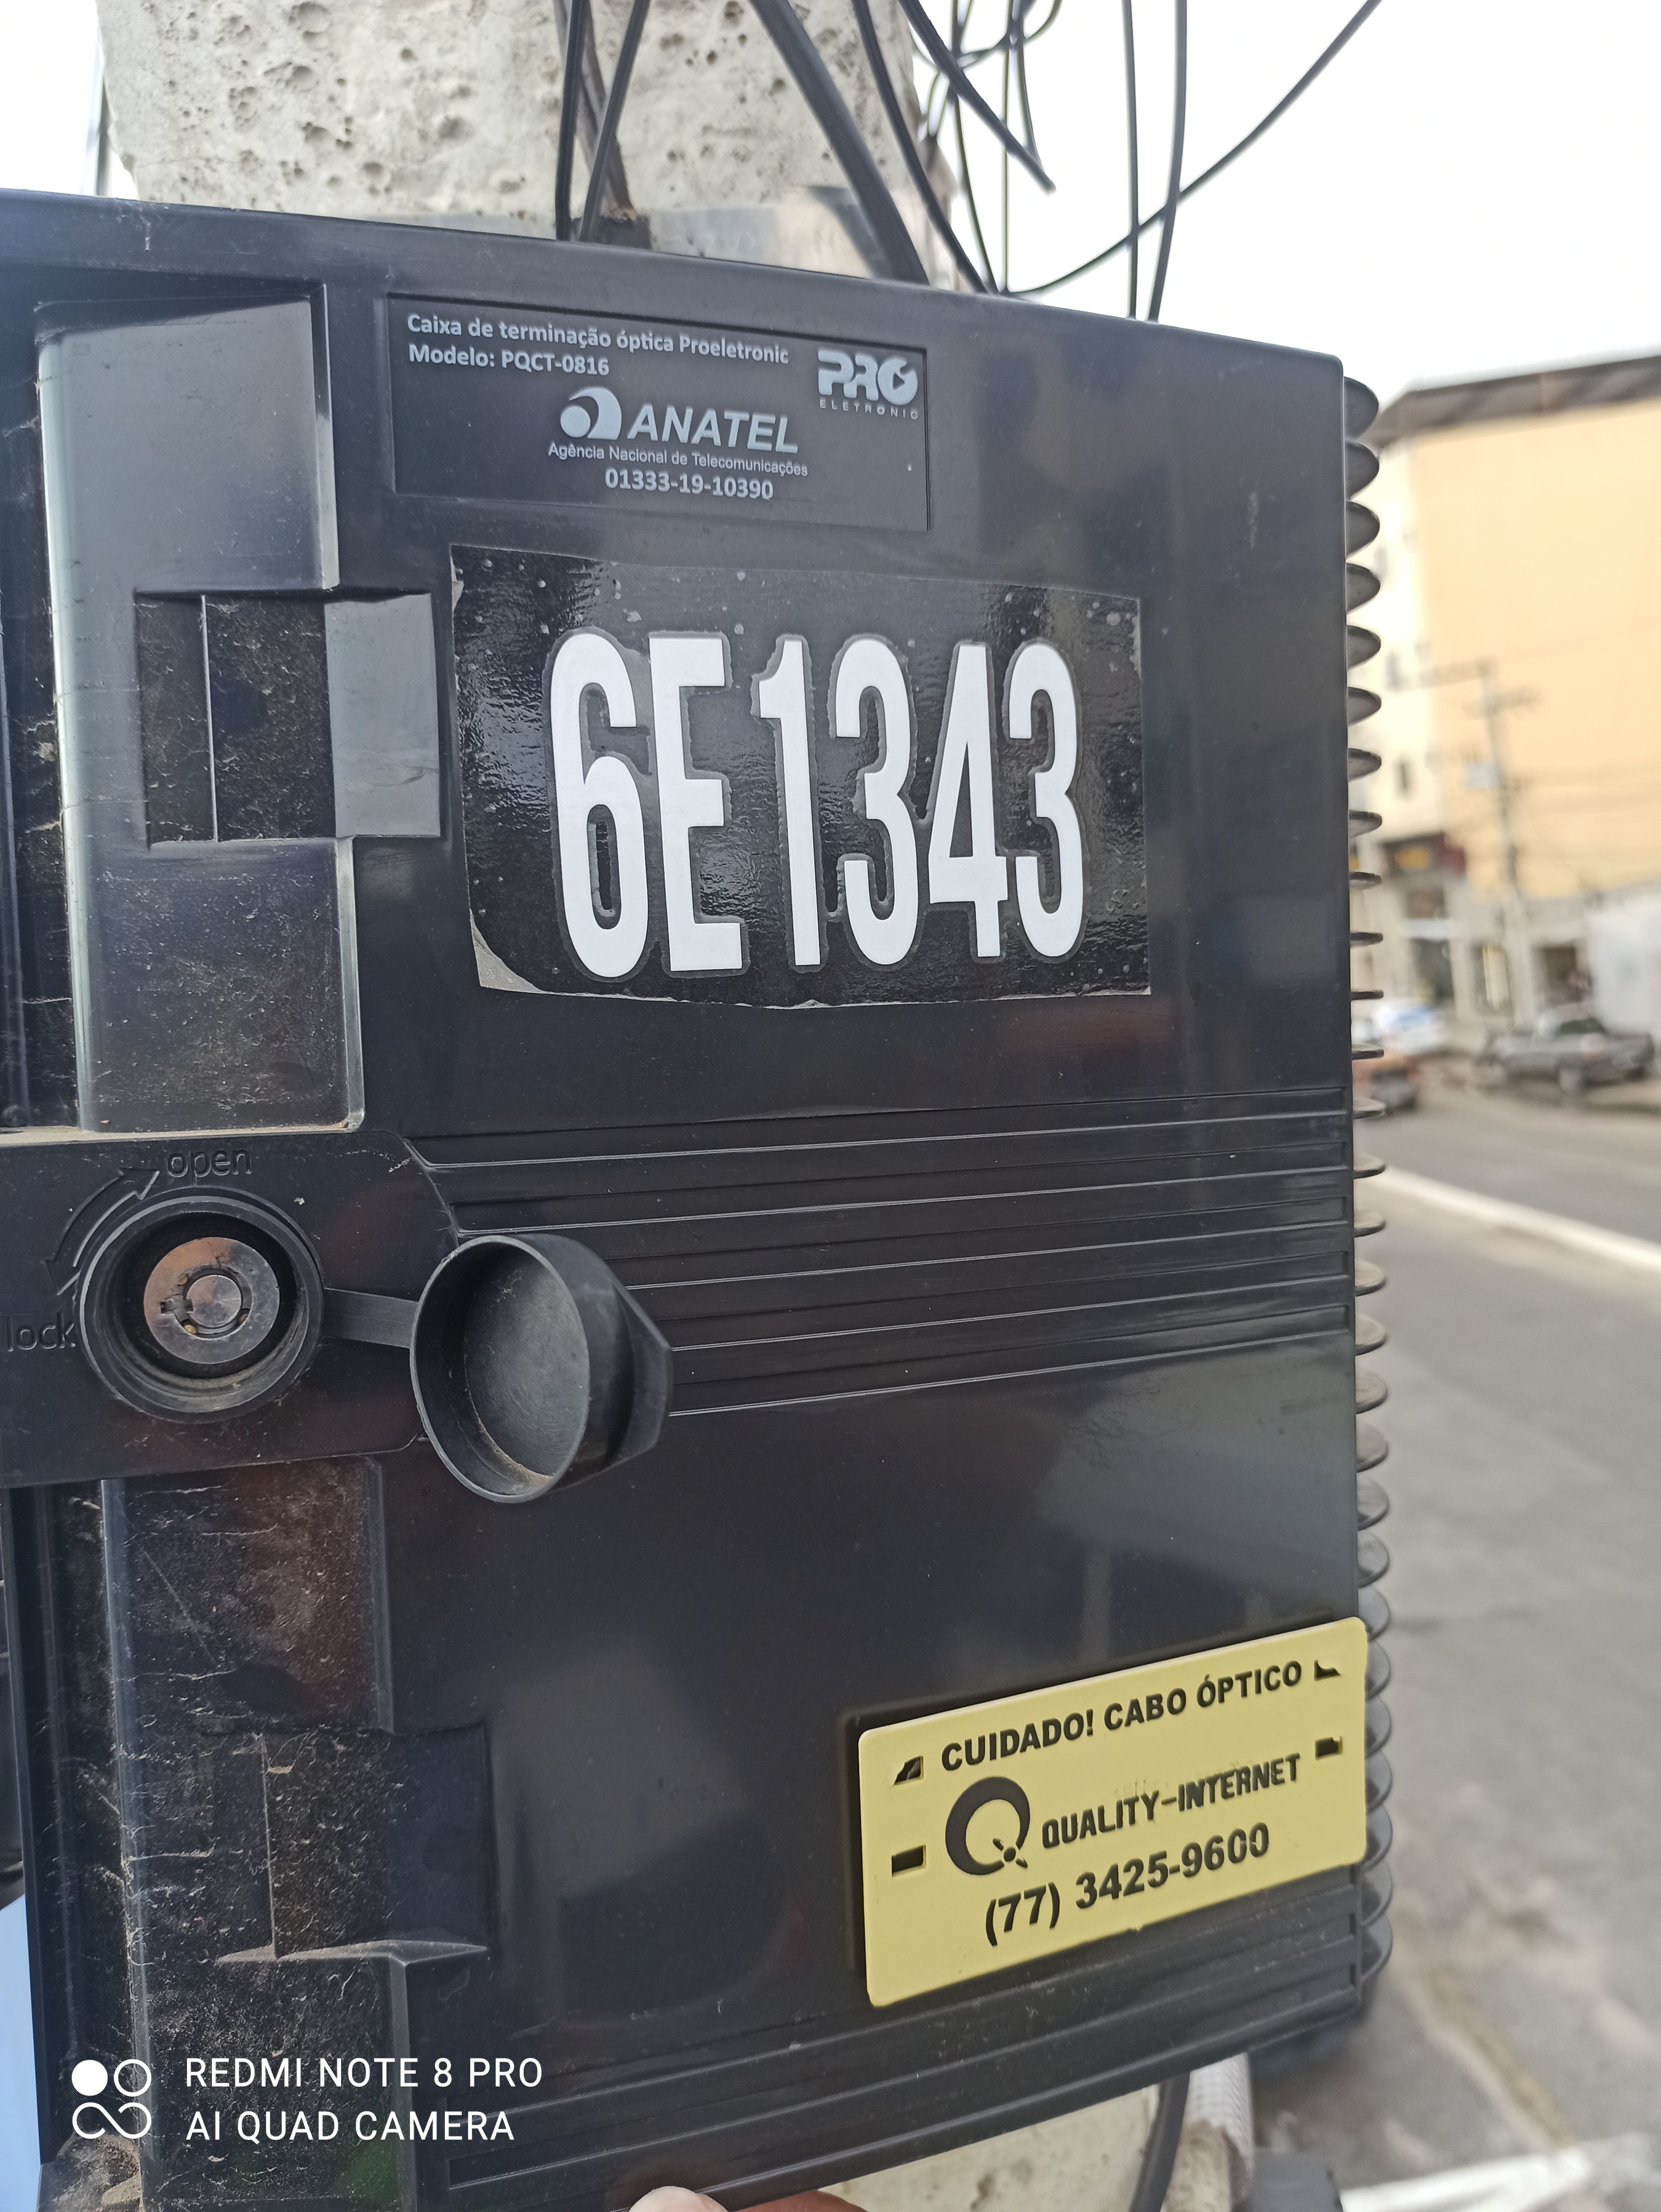 Caixa de terminação óptica Proeletronic
Modelo: PQCT-0816
PRO
ELETRONIC
ANATEL
Agência Nacional de Telecomunicações
01333-19-10390
6E1343
open
lock
CUIDADO! CABO ÓPTICO
QUALITY-INTERNET
(77) 3425-9600
REDMI NOTE 8 PRO
AI QUAD CAMERA